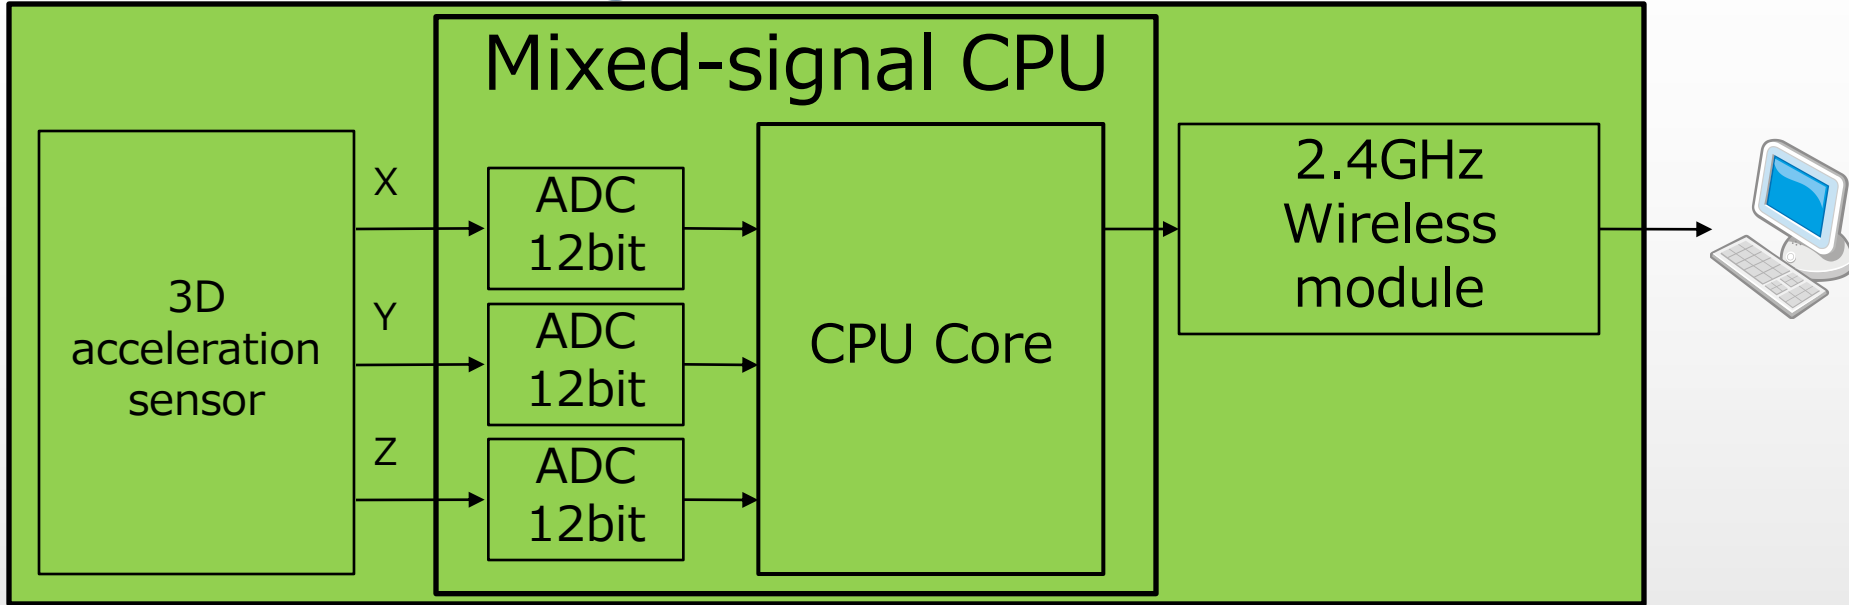 Mixed-signal CPU
3D
acceleration
sensor
X
Y
Z
ADC
12bit
ADC
12bit
ADC
12bit
CPU Core
2.4GHz
Wireless
module